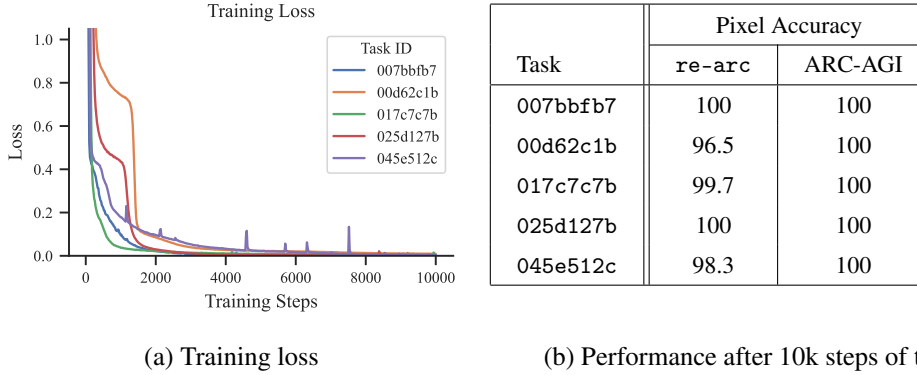 Training Loss
1.0
0.8
0.6
0.4
0.2
0.0
Loss
0
2000
4000
6000
8000
10000
Training Steps
Task ID
007bbfb7
00d62c1b
017c7c7b
025d127b
045e512c
(a) Training loss
Pixel Accuracy
Task re-arc ARC-AGI
007bbfb7 100 100
00d62c1b 96.5 100
017c7c7b 99.7 100
025d127b 100 100
045e512c 98.3 100
(b) Performance after 10k steps of t